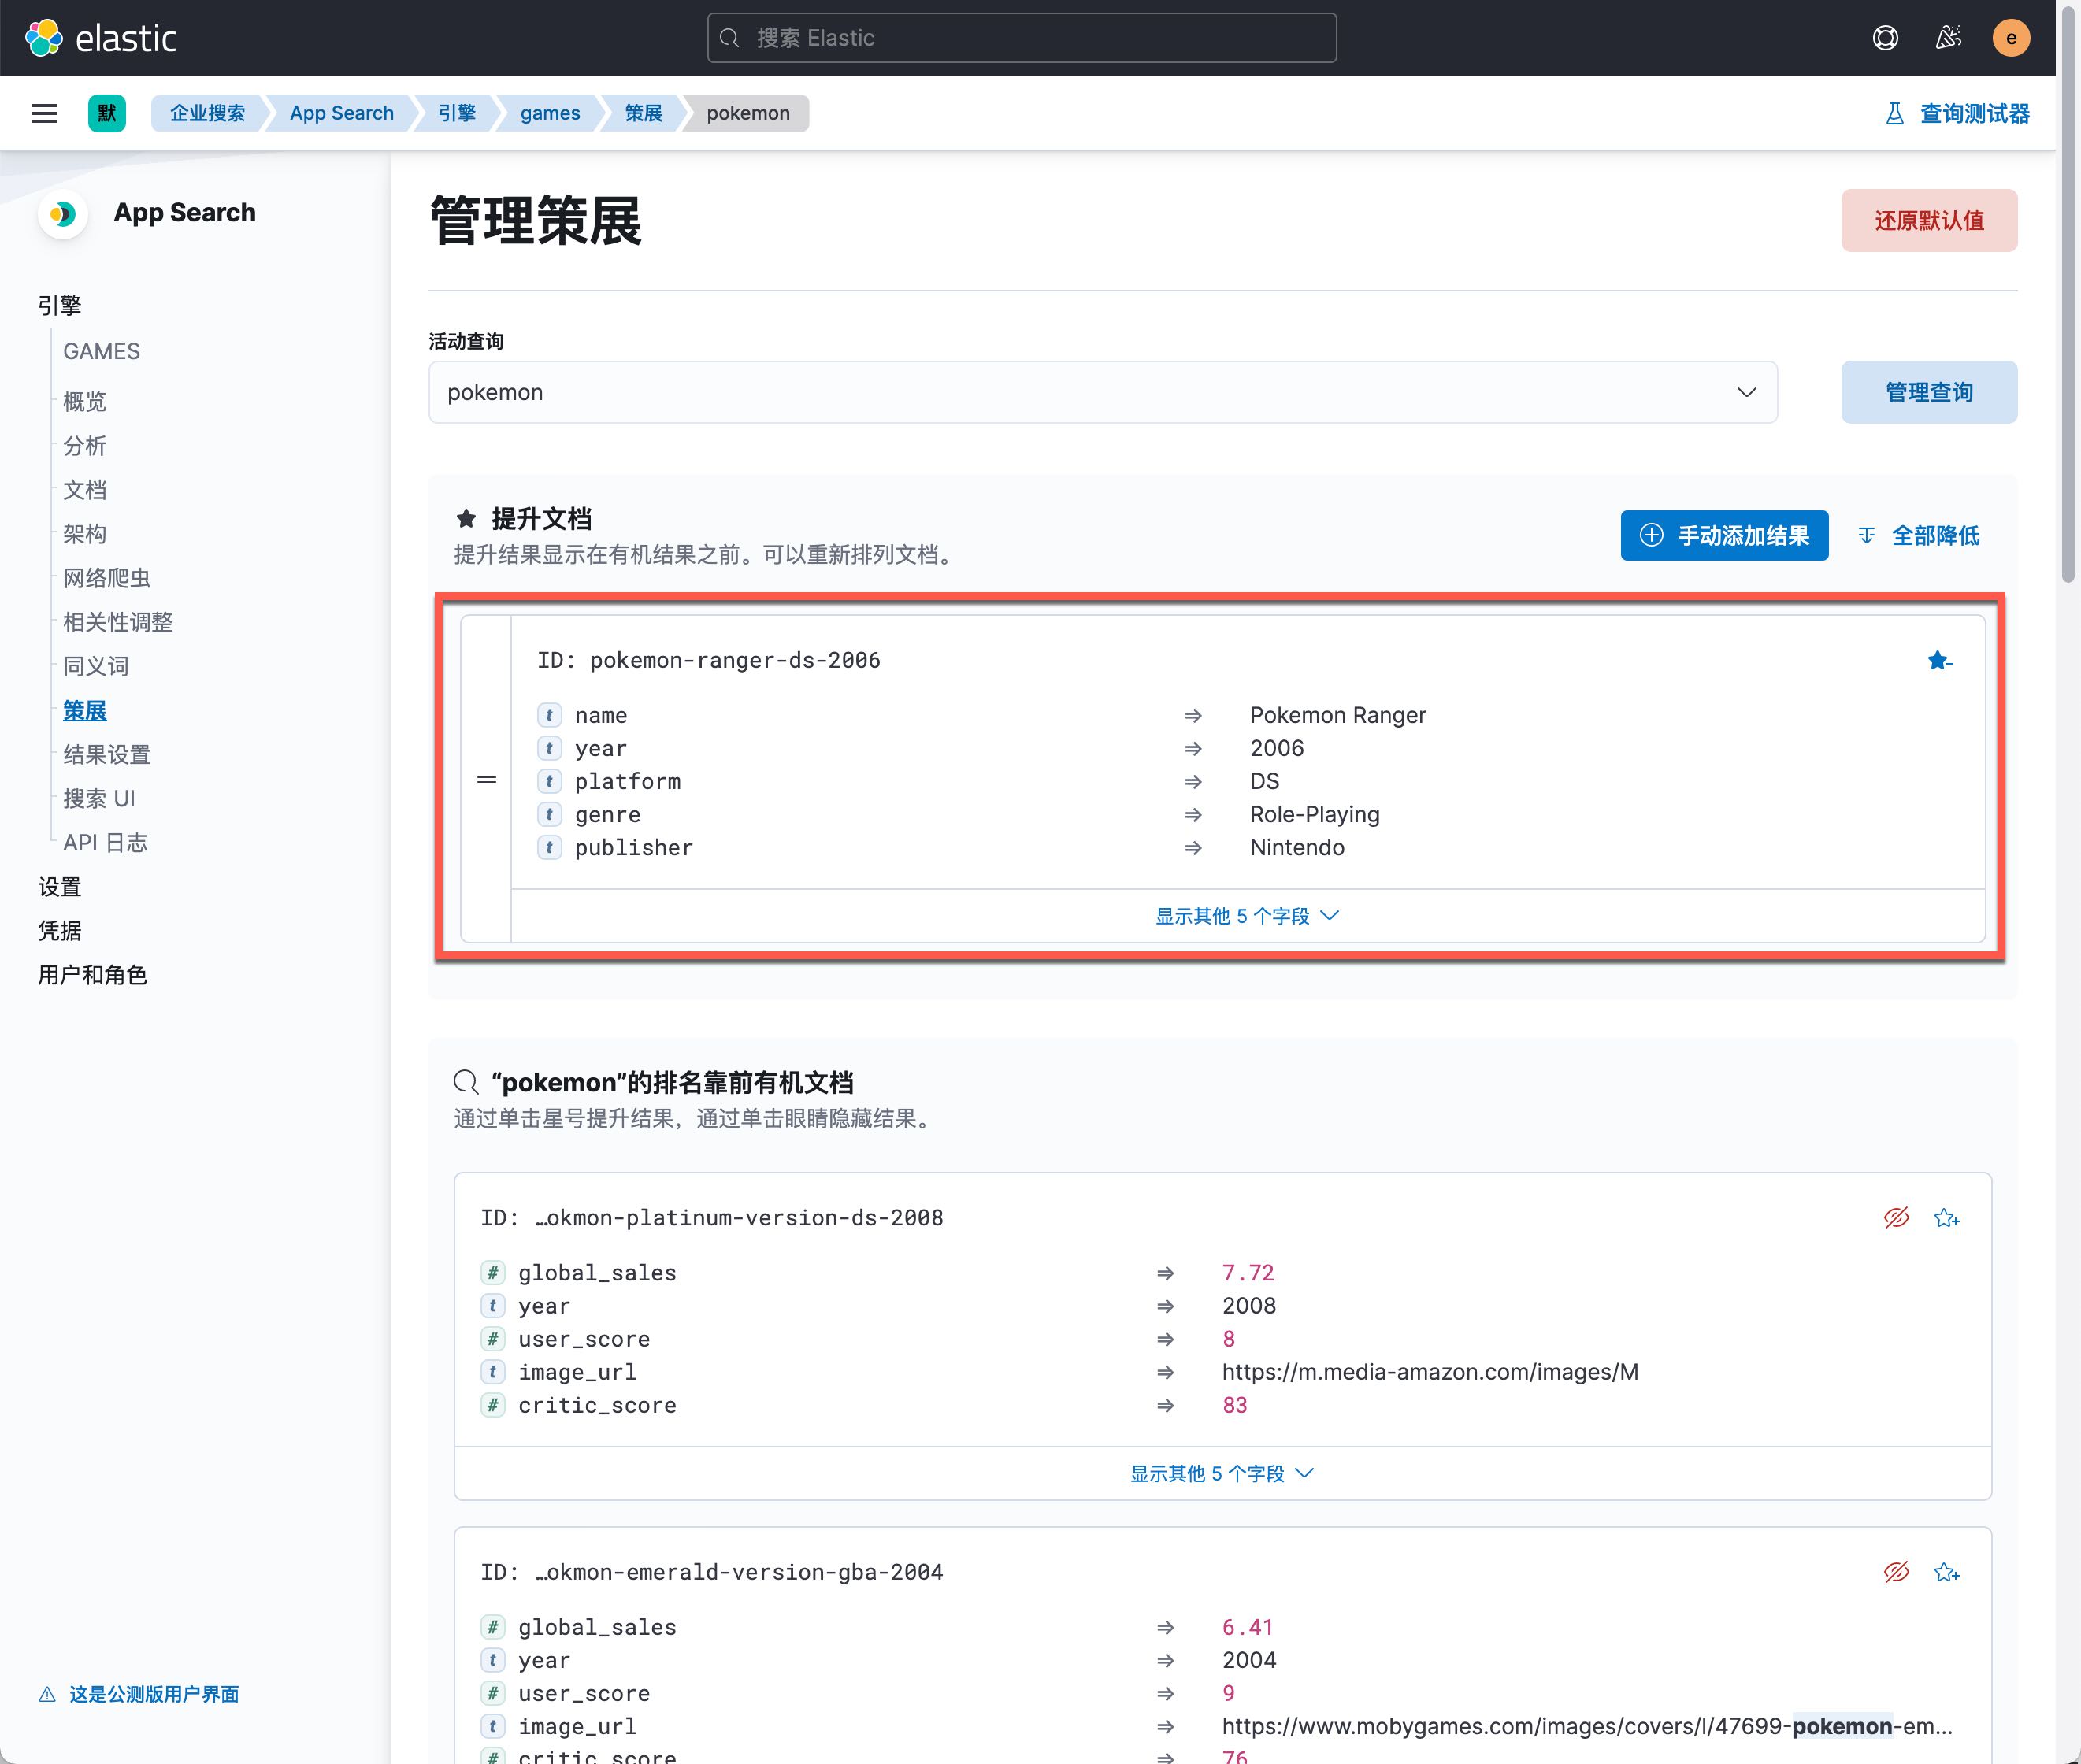 elastic
搜索 Elastic
e
默
企业搜索
App Search
引擎
games
策展
pokemon
查询测试器
App Search
引擎
GAMES
概览
分析
文档
架构
网络爬虫
相关性调整
同义词
策展
结果设置
搜索 UI
API 日志
设置
凭据
用户和角色
这是公测版用户界面
管理策展
还原默认值
活动查询
pokemon
管理查询
提升文档
手动添加结果
全部降低
提升结果显示在有机结果之前。可以重新排列文档。
ID: pokemon-ranger-ds-2006
t name ⇒ Pokemon Ranger
t year ⇒ 2006
t platform ⇒ DS
t genre ⇒ Role-Playing
t publisher ⇒ Nintendo
显示其他 5 个字段
“pokemon”的排名靠前有机文档
通过单击星号提升结果，通过单击眼睛隐藏结果。
ID: …okmon-platinum-version-ds-2008
# global_sales ⇒ 7.72
t year ⇒ 2008
# user_score ⇒ 8
t image_url ⇒ https://m.media-amazon.com/images/M
# critic_score ⇒ 83
显示其他 5 个字段
ID: …okmon-emerald-version-gba-2004
# global_sales ⇒ 6.41
t year ⇒ 2004
# user_score ⇒ 9
t image_url ⇒ https://www.mobygames.com/images/covers/l/47699-pokemon-em...
# critic_score ⇒ 76